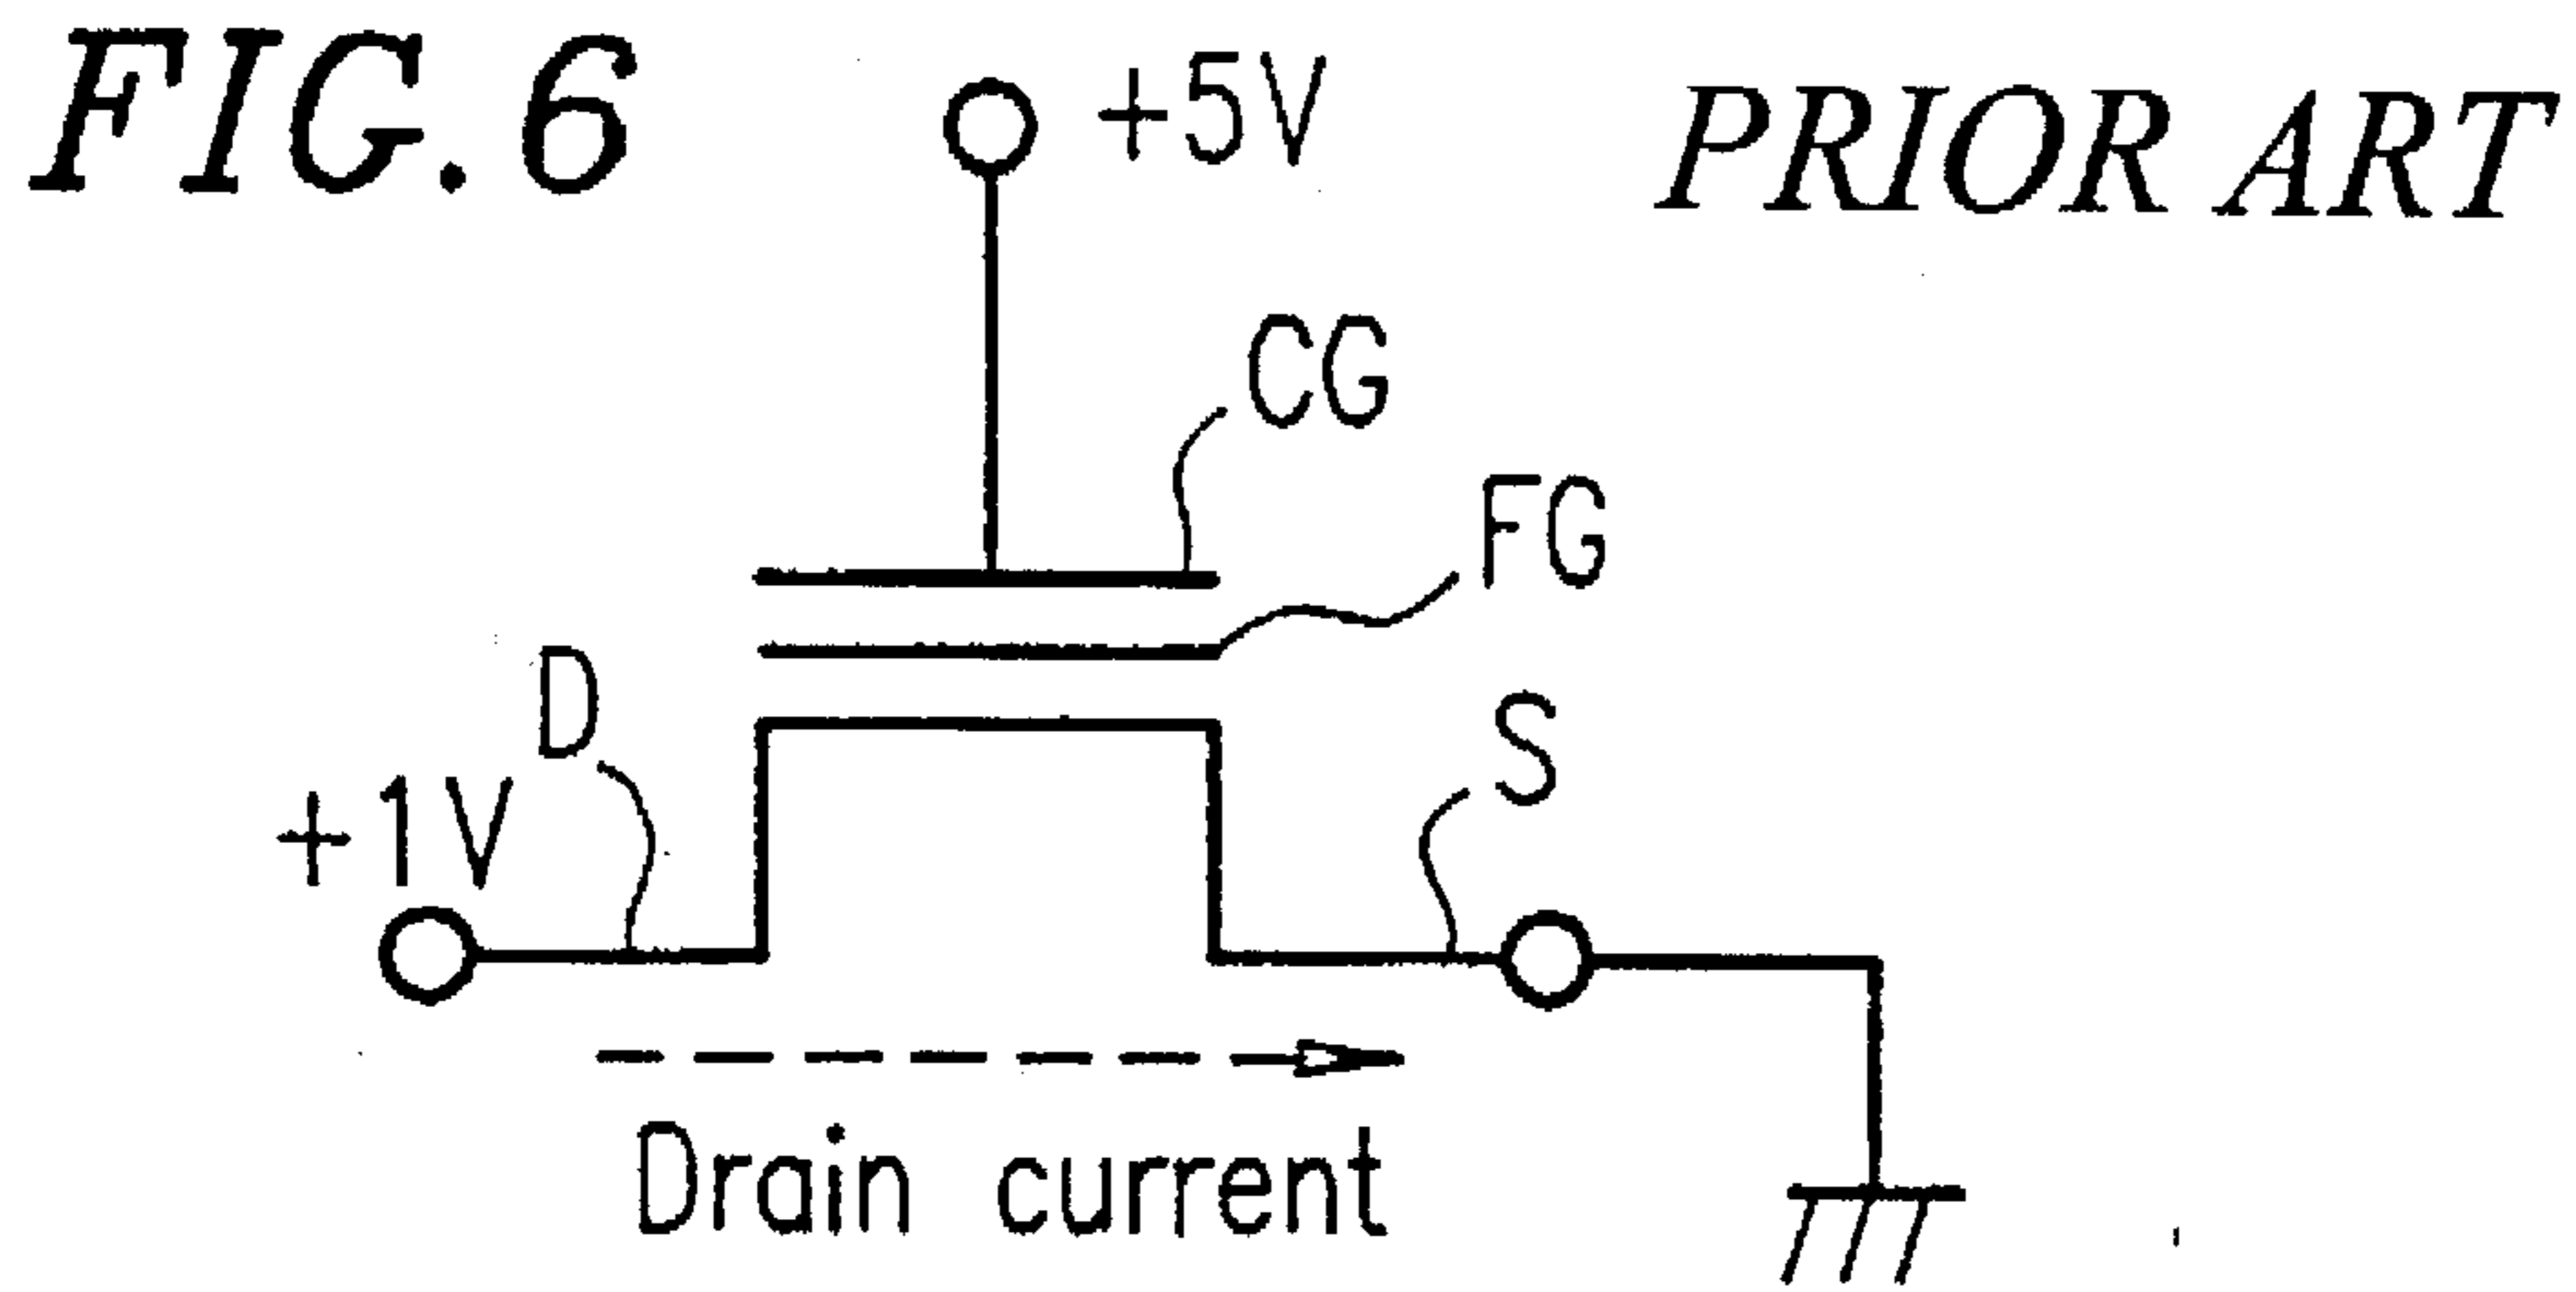 FIG.6
+5V
PRIOR ART
CG
FG
D
S
+1V
Drain current